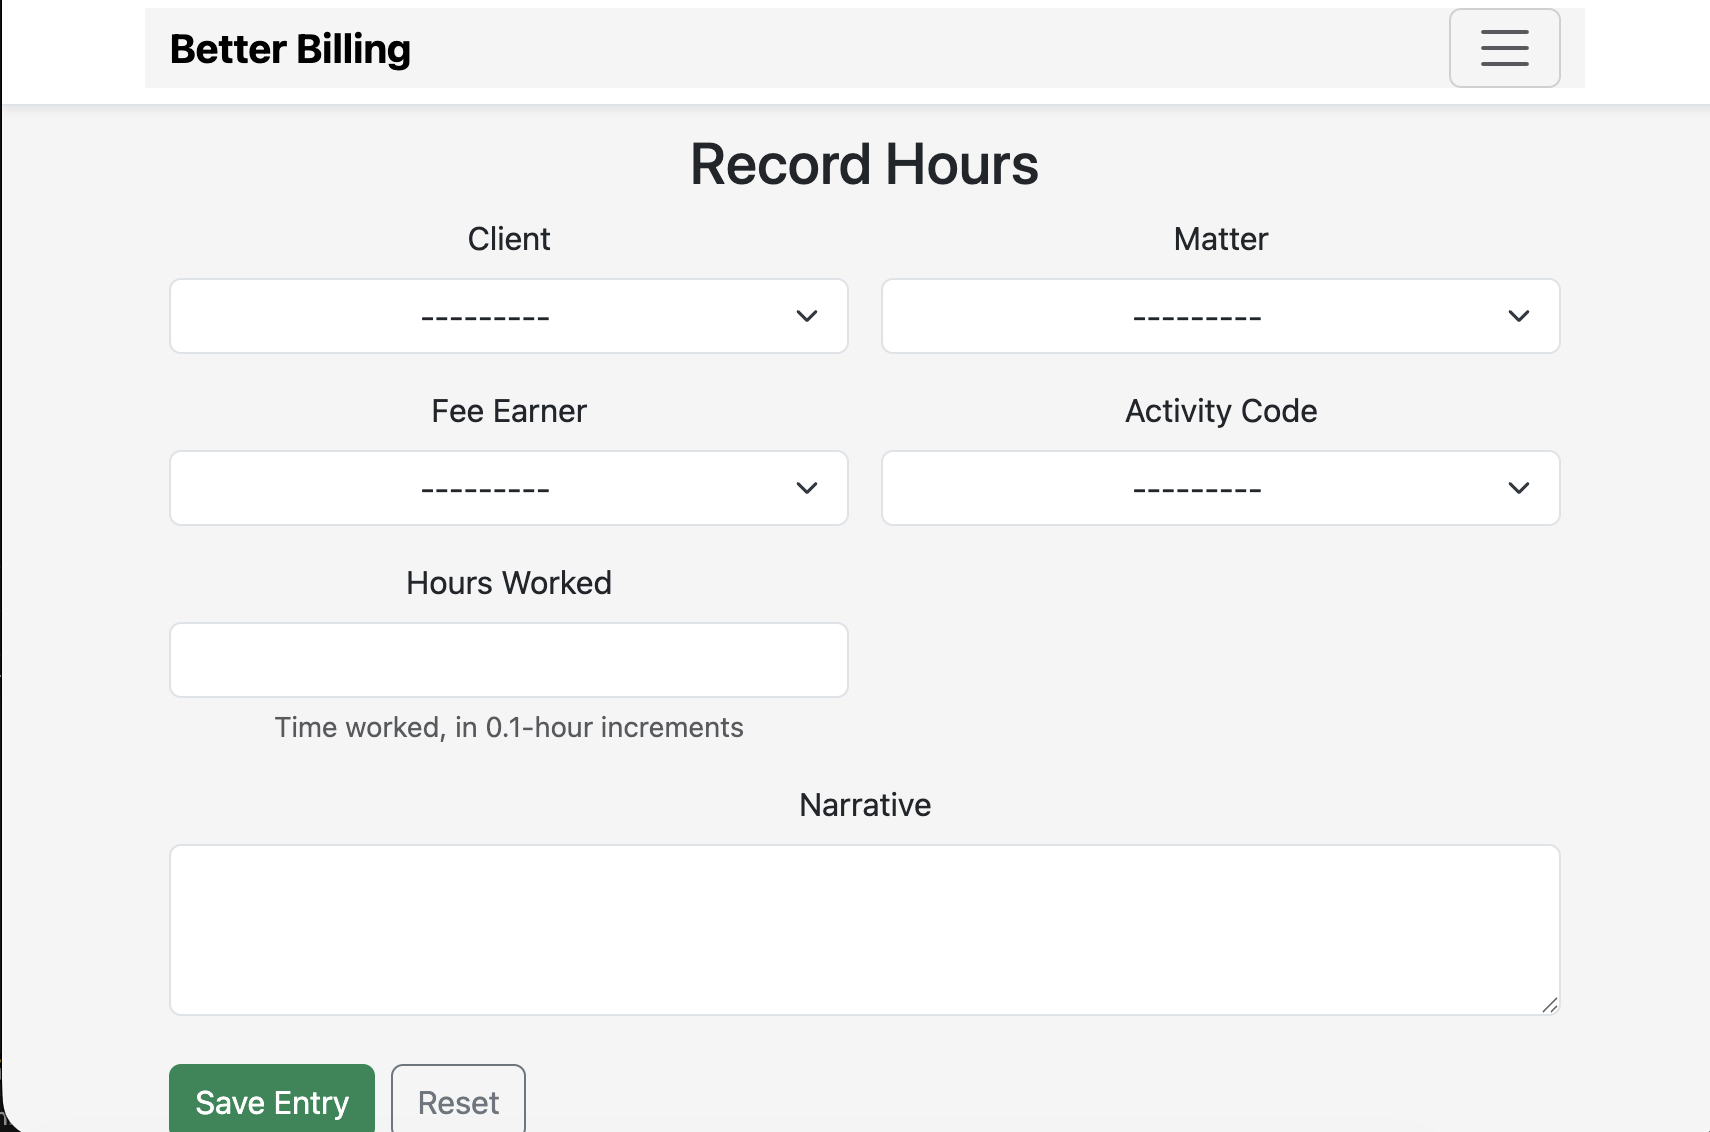 Better Billing
Record Hours
Client
Matter
---------
---------
Fee Earner
Activity Code
---------
---------
Hours Worked
Time worked, in 0.1-hour increments
Narrative
Save Entry
Reset